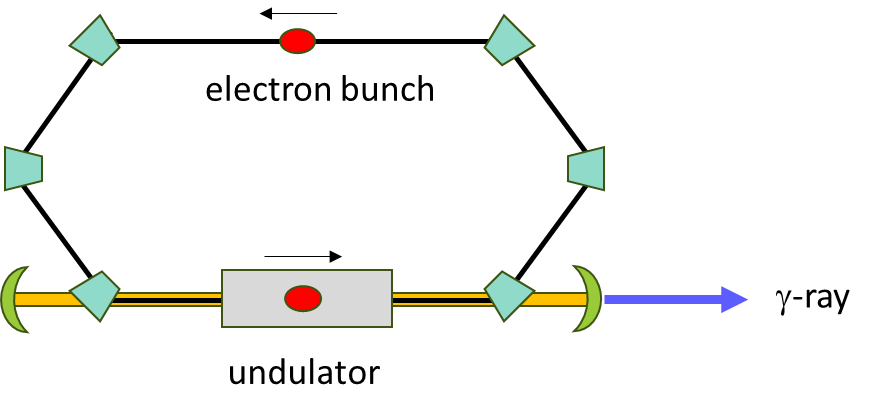 electron bunch
γ-ray
undulator